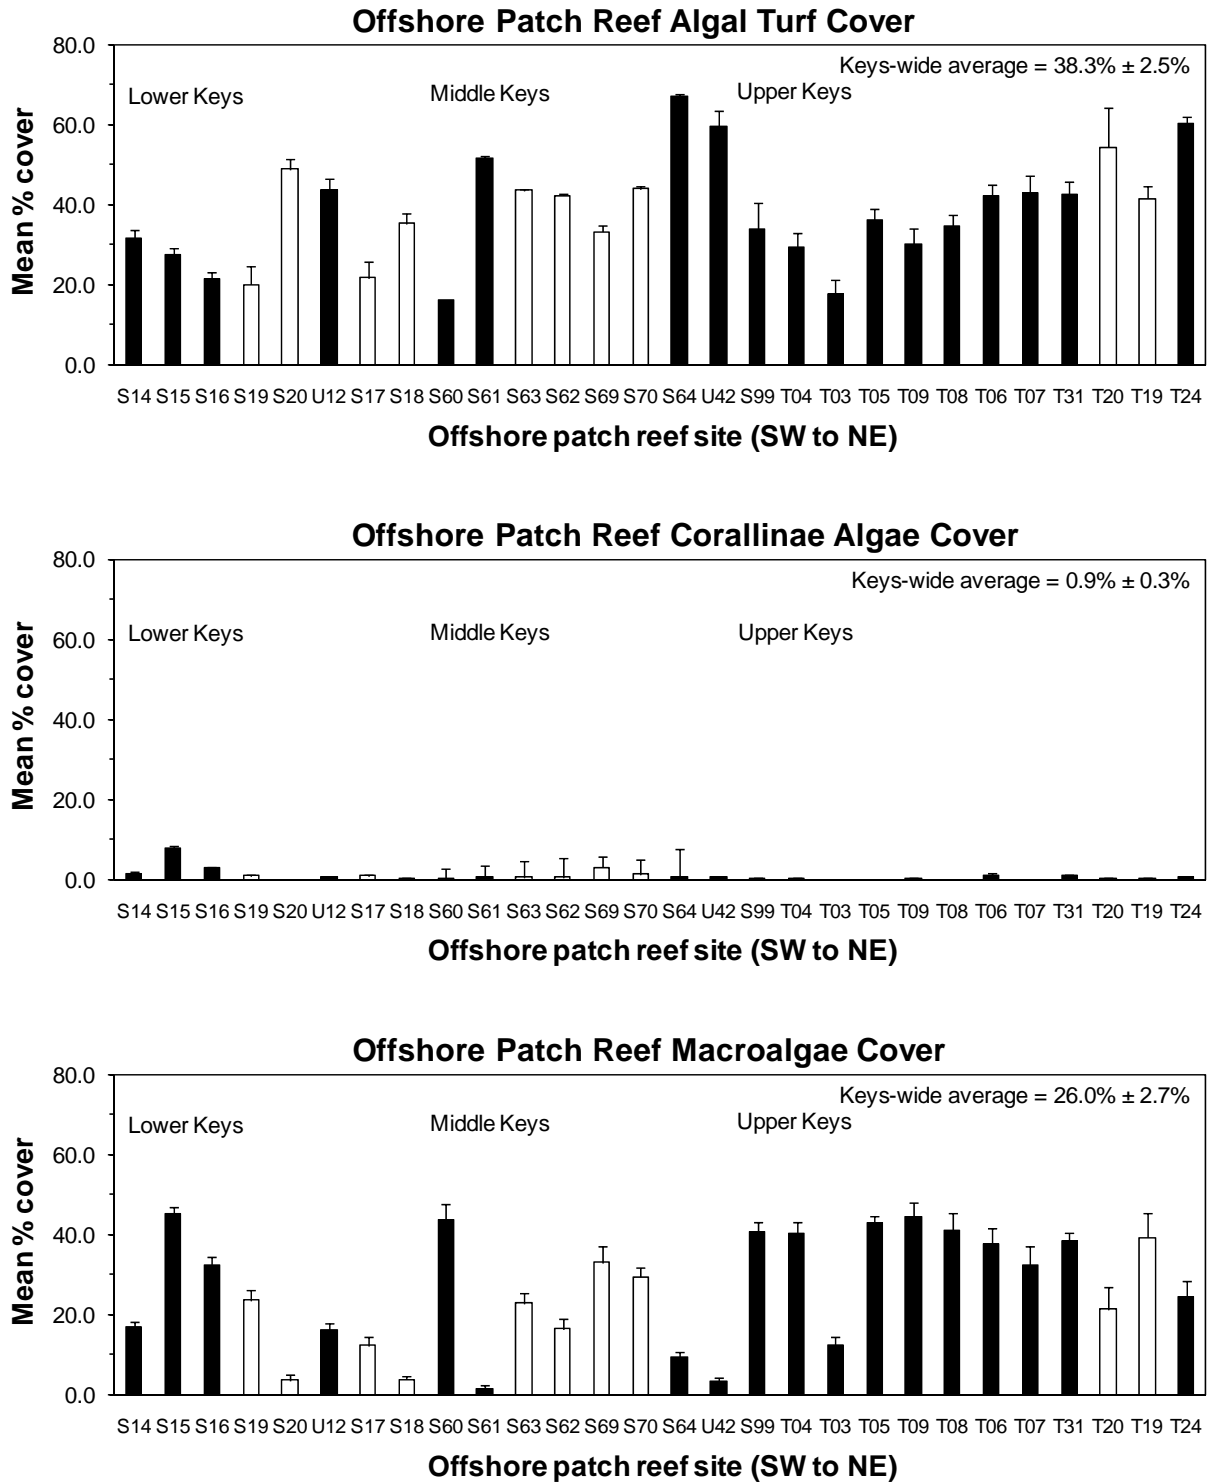 Offshore Patch Reef Algal Turf Cover
80.0
Keys-wide average = 38.3% ± 2.5%
Lower Keys
Middle Keys
Upper Keys
60.0
40.0
20.0
0.0
Mean % cover
S14 S15 S16 S19 S20 U12 S17 S18 S60 S61 S63 S62 S69 S70 S64 U42 S99 T04 T03 T05 T09 T08 T06 T07 T31 T20 T19 T24
Offshore patch reef site (SW to NE)
Offshore Patch Reef Corallinae Algae Cover
80.0
Keys-wide average = 0.9% ± 0.3%
60.0
Lower Keys
Middle Keys
Upper Keys
40.0
20.0
0.0
Mean % cover
S14 S15 S16 S19 S20 U12 S17 S18 S60 S61 S63 S62 S69 S70 S64 U42 S99 T04 T03 T05 T09 T08 T06 T07 T31 T20 T19 T24
Offshore patch reef site (SW to NE)
Offshore Patch Reef Macroalgae Cover
80.0
Keys-wide average = 26.0% ± 2.7%
Lower Keys
Middle Keys
Upper Keys
60.0
40.0
20.0
0.0
Mean % cover
S14 S15 S16 S19 S20 U12 S17 S18 S60 S61 S63 S62 S69 S70 S64 U42 S99 T04 T03 T05 T09 T08 T06 T07 T31 T20 T19 T24
Offshore patch reef site (SW to NE)